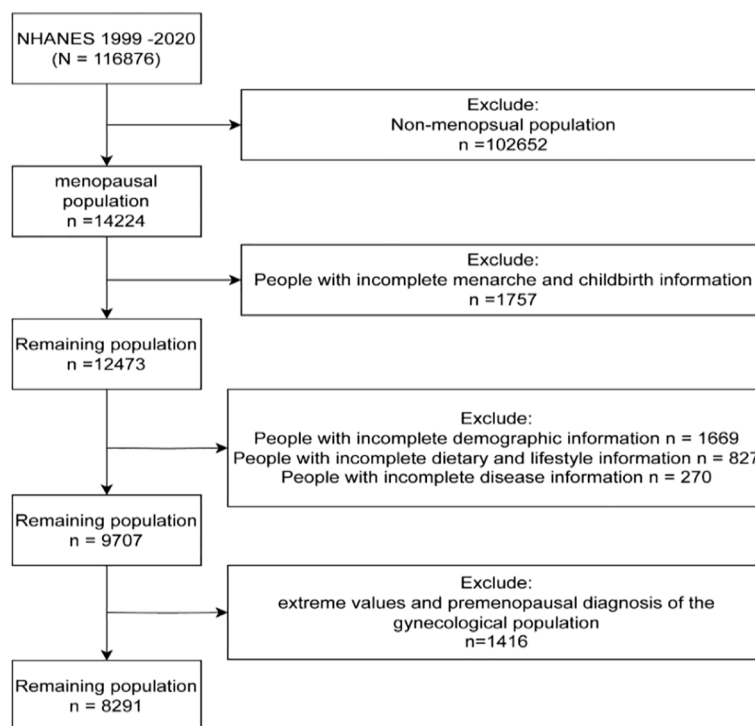 NHANES 1999 -2020
(N = 116876)
Exclude:
Non-menopsual population
n =102652
menopausal
population
n =14224
Exclude:
People with incomplete menarche and childbirth information
n =1757
Remaining population
n =12473
Exclude:
People with incomplete demographic information n = 1669
People with incomplete dietary and lifestyle information n = 827
People with incomplete disease information n = 270
Remaining population
n = 9707
Exclude:
extreme values and premenopausal diagnosis of the
gynecological population
n=1416
Remaining population
n = 8291